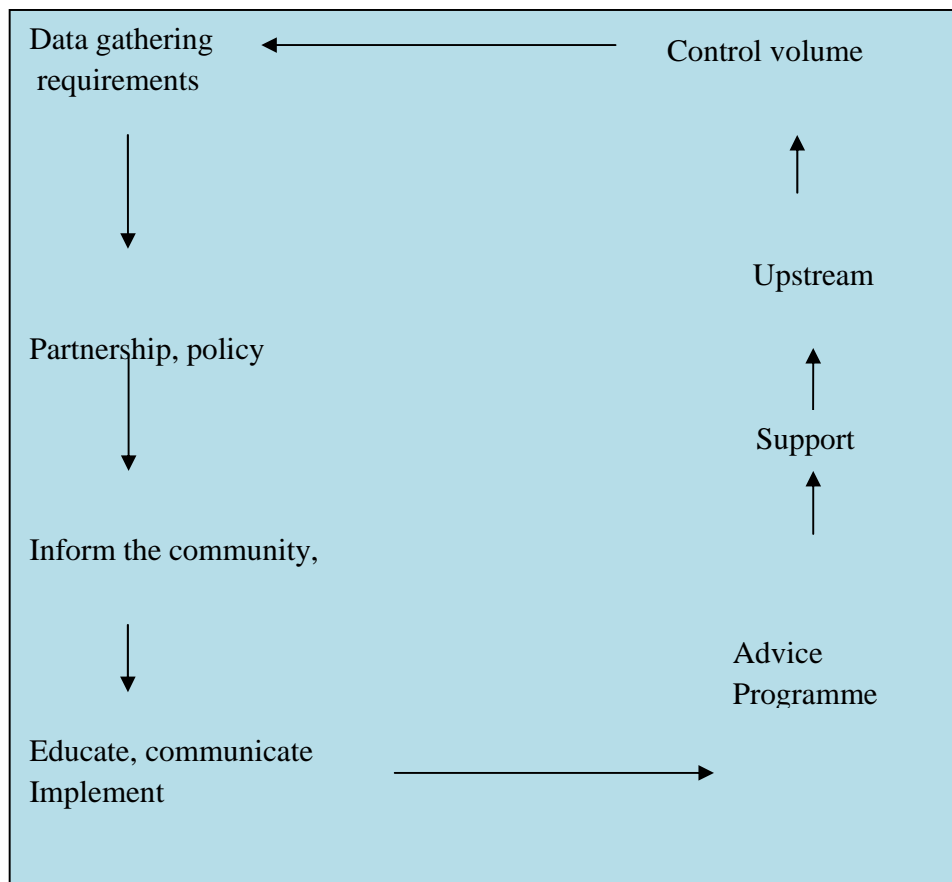 Data gathering
requirements
Control volume
Upstream
Partnership, policy
Support
Inform the community,
Advice
Programme
Educate, communicate
Implement